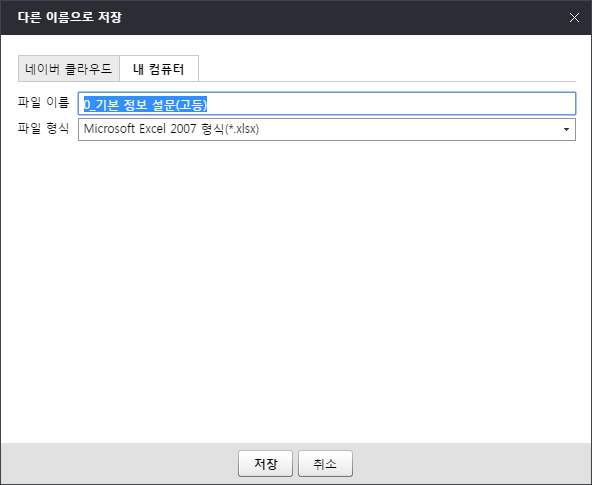 다른 이름으로 저장
네이버 클라우드 내 컴퓨터
파일 이름 0_기본 정보 설문(고등)
파일 형식 Microsoft Excel 2007 형식(*.xlsx)
저장 취소